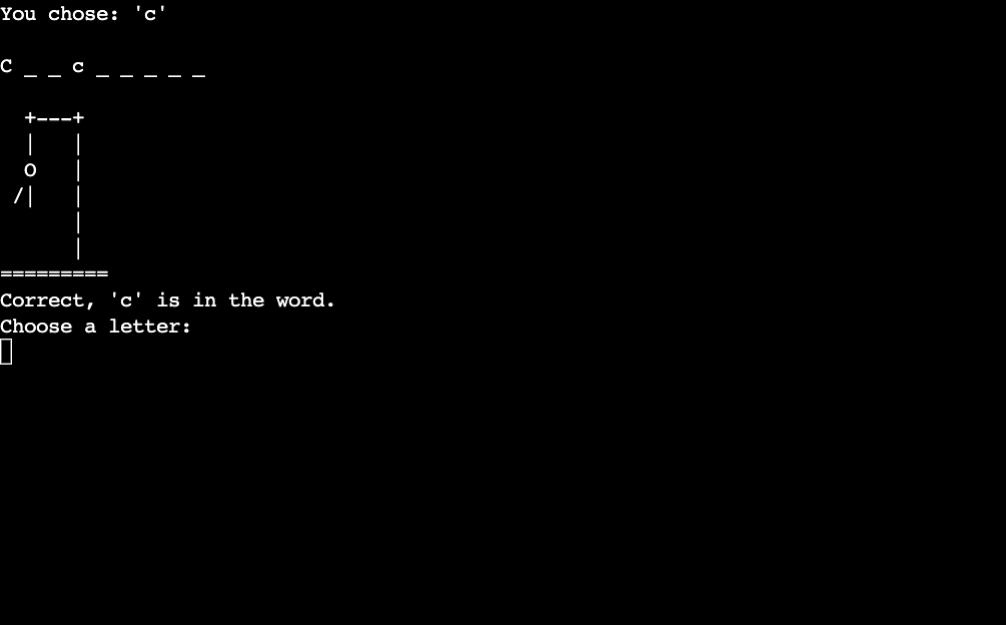 You chose: 'c'
C _ _ c _ _ _ _ _
+---+
|   |
o   |
/|   |
|
|
=========
Correct, 'c' is in the word.
Choose a letter: